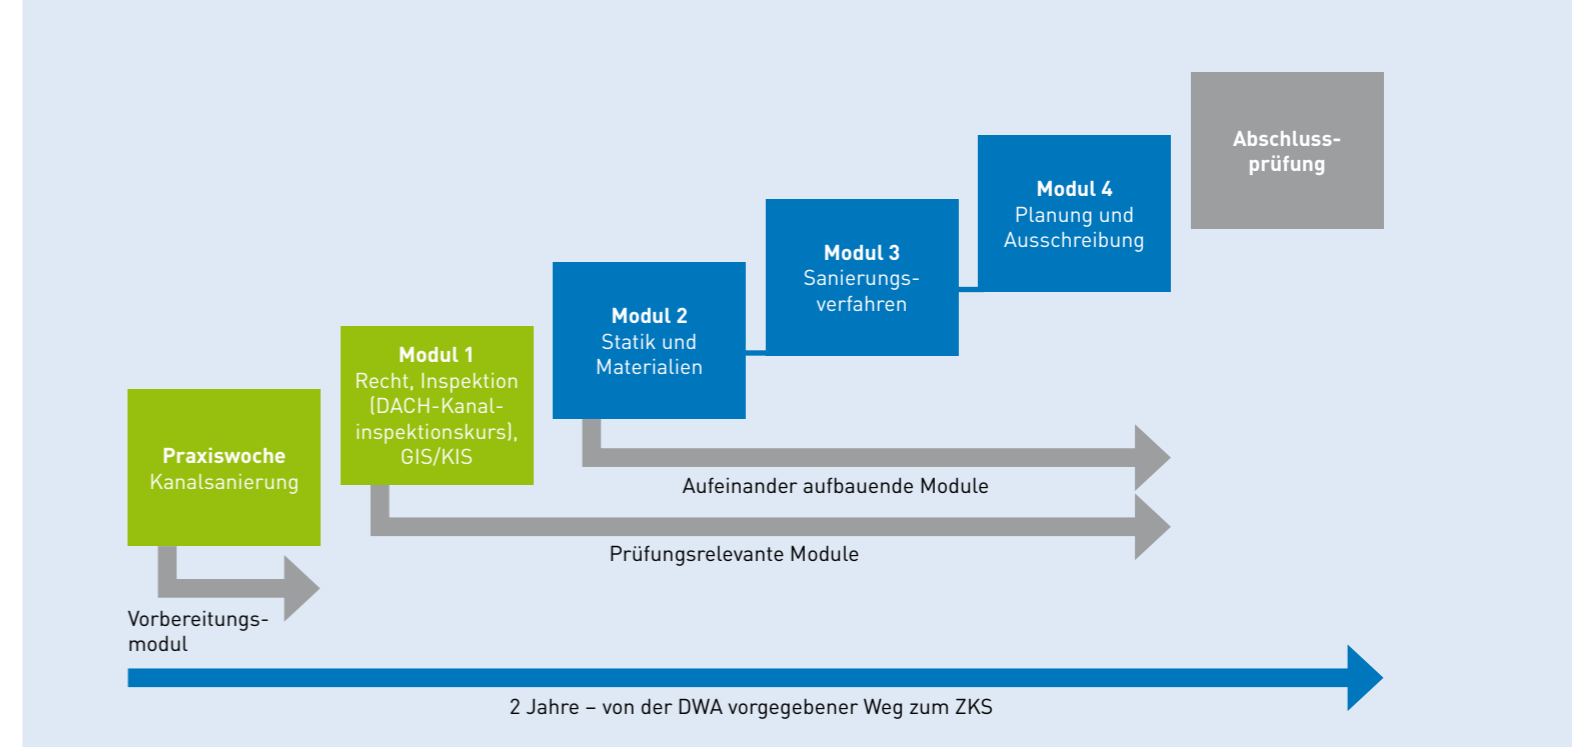 Abschluss-
prüfung
Modul 4
Planung und
Ausschreibung
Modul 3
Sanierungs-
verfahren
Modul 2
Statik und
Materialien
Modul 1
Recht, Inspektion
(DACH-Kanal-
inspektionskurs),
GIS/KIS
Praxiswoche
Kanalsanierung
Aufeinander aufbauende Module
Prüfungsrelevante Module
Vorbereitungs-
modul
2 Jahre – von der DWA vorgegebener Weg zum ZKS